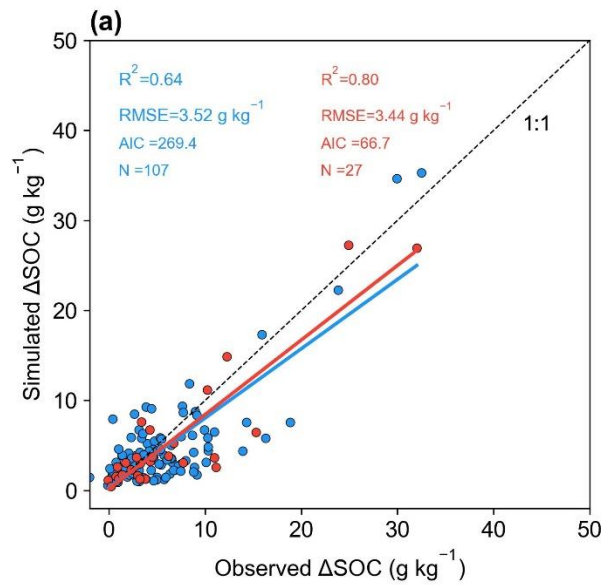 (a)
50
R²=0.64 R²=0.80
RMSE=3.52 g kg⁻¹ RMSE=3.44 g kg⁻¹
AIC =269.4 AIC =66.7
N =107 N =27
1:1
40
30
20
10
0
Simulated ΔSOC (g kg⁻¹)
0 10 20 30 40 50
Observed ΔSOC (g kg⁻¹)